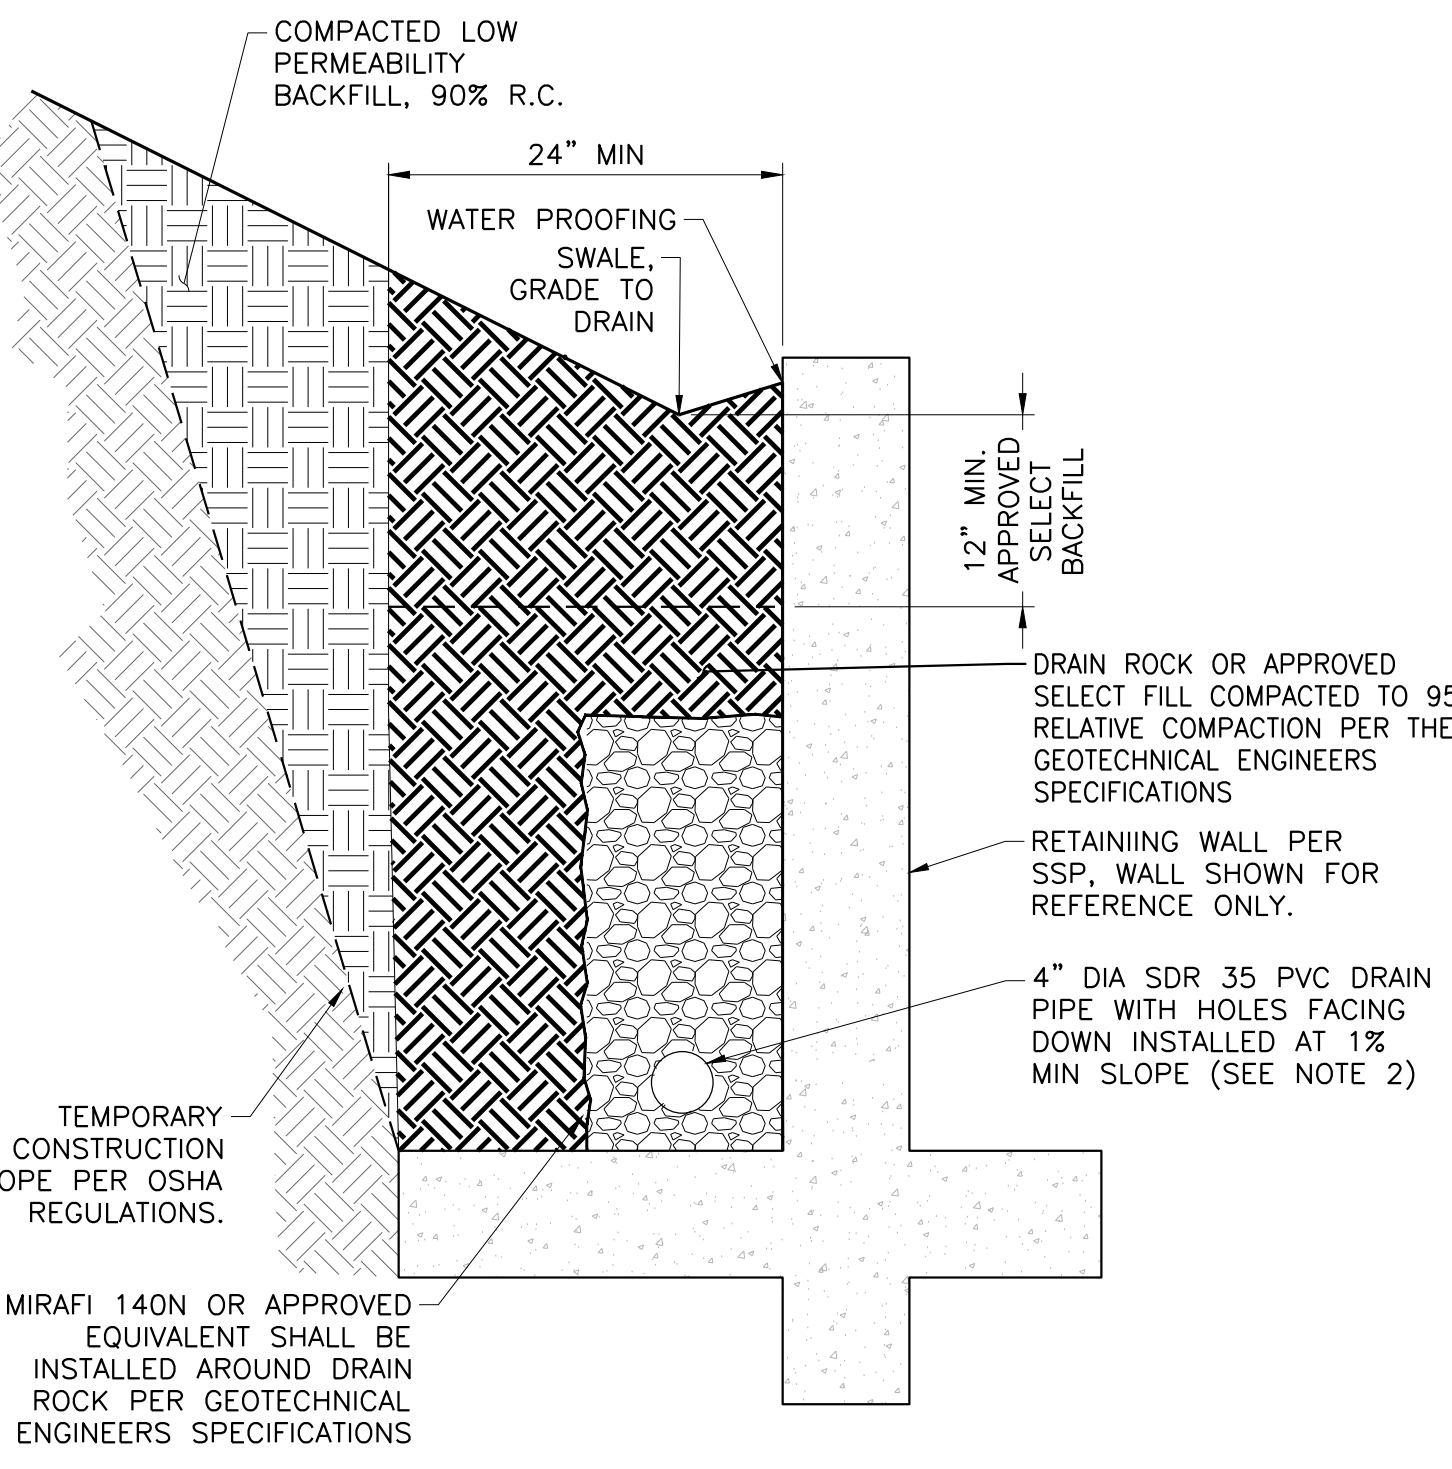 COMPACTED LOW
PERMEABILITY
BACKFILL, 90% R.C.
24" MIN
WATER PROOFING
SWALE,
GRADE TO
DRAIN
12" MIN.
APPROVED
SELECT
BACKFILL
DRAIN ROCK OR APPROVED
SELECT FILL COMPACTED TO 95
RELATIVE COMPACTION PER THE
GEOTECHNICAL ENGINEERS
SPECIFICATIONS
RETAINIING WALL PER
SSP, WALL SHOWN FOR
REFERENCE ONLY.
4" DIA SDR 35 PVC DRAIN
PIPE WITH HOLES FACING
DOWN INSTALLED AT 1%
MIN SLOPE (SEE NOTE 2)
TEMPORARY
CONSTRUCTION
OPE PER OSHA
REGULATIONS.
MIRAFI 140N OR APPROVED
EQUIVALENT SHALL BE
INSTALLED AROUND DRAIN
ROCK PER GEOTECHNICAL
ENGINEERS SPECIFICATIONS